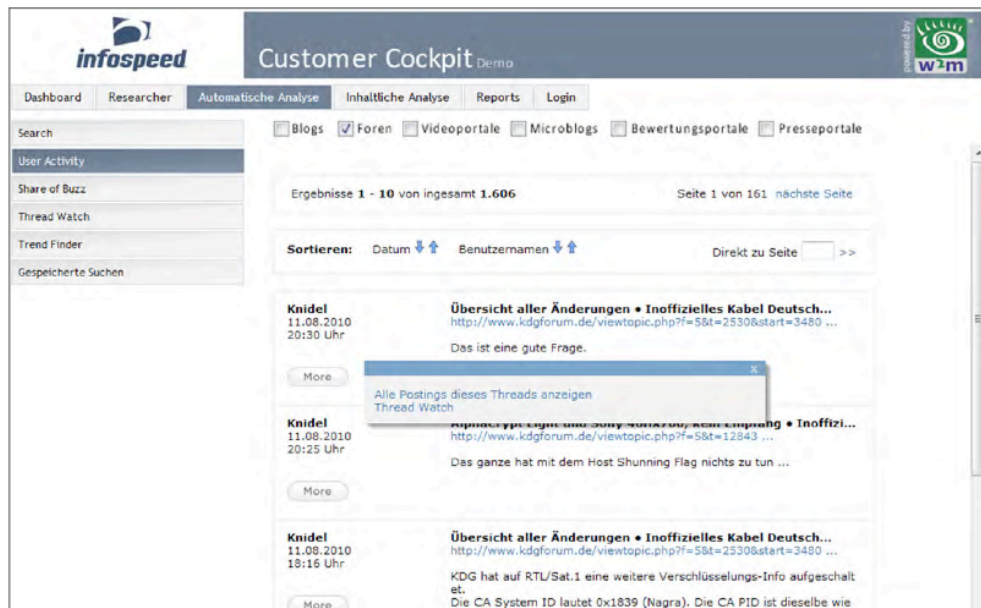 infospeed
Customer Cockpit Demo
powered by
w2m
Dashboard Researcher Automatische Analyse Inhaltliche Analyse Reports Login
Search
User Activity
Share of Buzz
Thread Watch
Trend Finder
Gespeicherte Suchen
Blogs Foren Videoportale Microblogs Bewertungsportale Presseportale
Ergebnisse 1 - 10 von ingesamt 1.606 Seite 1 von 161 nächste Seite
Sortieren: Datum Benutzernamen Direkt zu Seite >>
Knidel Übersicht aller Änderungen • Inoffizielles Kabel Deutsch...
11.08.2010 http://www.kdgforum.de/viewtopic.php?f=5&t=2530&start=3480 ...
20:30 Uhr
Das ist eine gute Frage.
More
x
Alle Postings dieses Threads anzeigen
Thread Watch
Knidel Alphacrypt Light und Sony kein Empfang • Inoffizi...
11.08.2010 http://www.kdgforum.de/viewtopic.php?f=5&t=12843 ...
20:25 Uhr
Das ganze hat mit dem Host Shunning Flag nichts zu tun ...
More
Knidel Übersicht aller Änderungen • Inoffizielles Kabel Deutsch...
11.08.2010 http://www.kdgforum.de/viewtopic.php?f=5&t=2530&start=3480 ...
18:16 Uhr
KDG hat auf RTL/Sat.1 eine weitere Verschlüsselungs-Info aufgeschalt
et.
More Die CA System ID lautet 0x1839 (Nagra). Die CA PID ist dieselbe wie